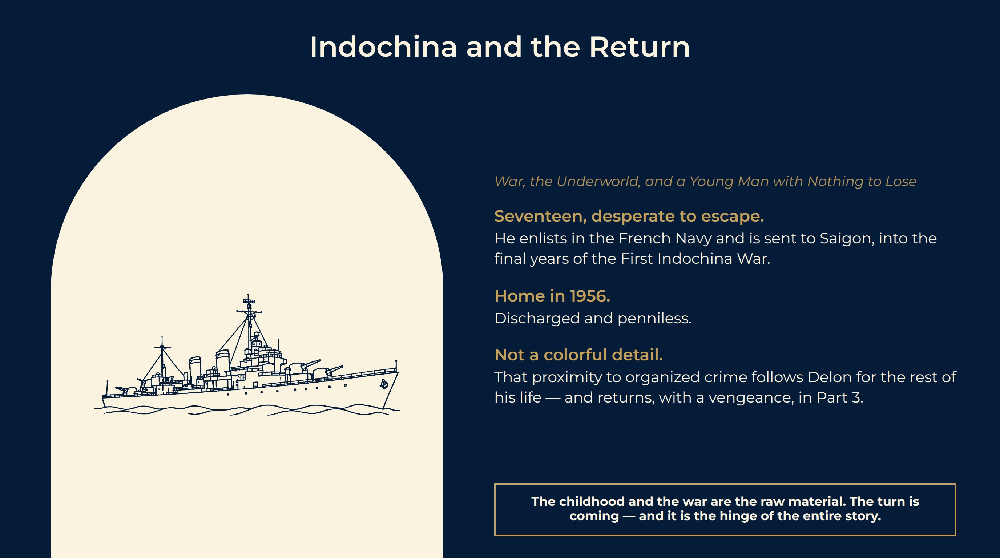 Indochina and the Return
War, the Underworld, and a Young Man with Nothing to Lose
Seventeen, desperate to escape.
He enlists in the French Navy and is sent to Saigon, into the
final years of the First Indochina War.
Home in 1956.
Discharged and penniless.
Not a colorful detail.
That proximity to organized crime follows Delon for the rest of
his life — and returns, with a vengeance, in Part 3.
The childhood and the war are the raw material. The turn is
coming — and it is the hinge of the entire story.